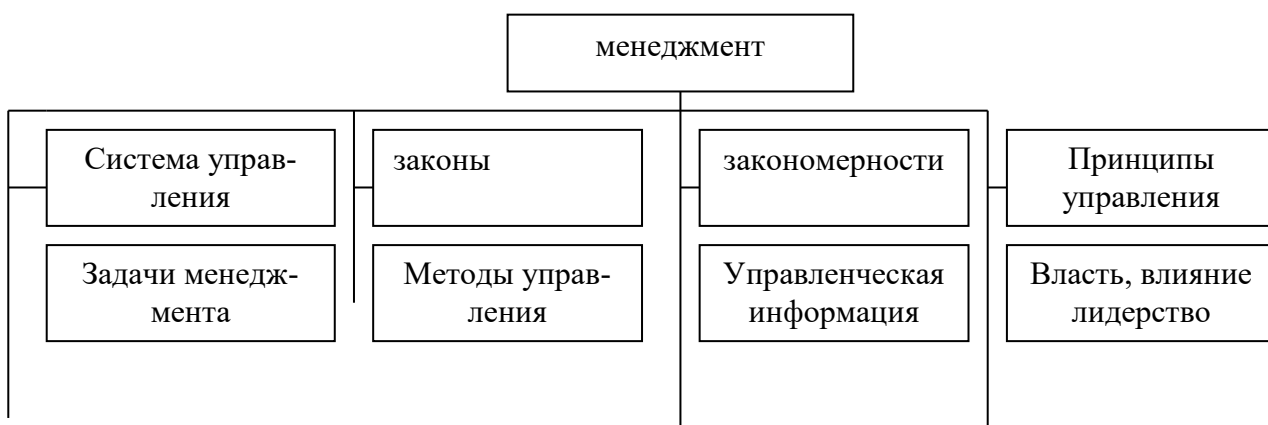 менеджмент
Система управ-
ления
законы
закономерности
Принципы
управления
Задачи менедж-
мента
Методы управ-
ления
Управленческая
информация
Власть, влияние
лидерство